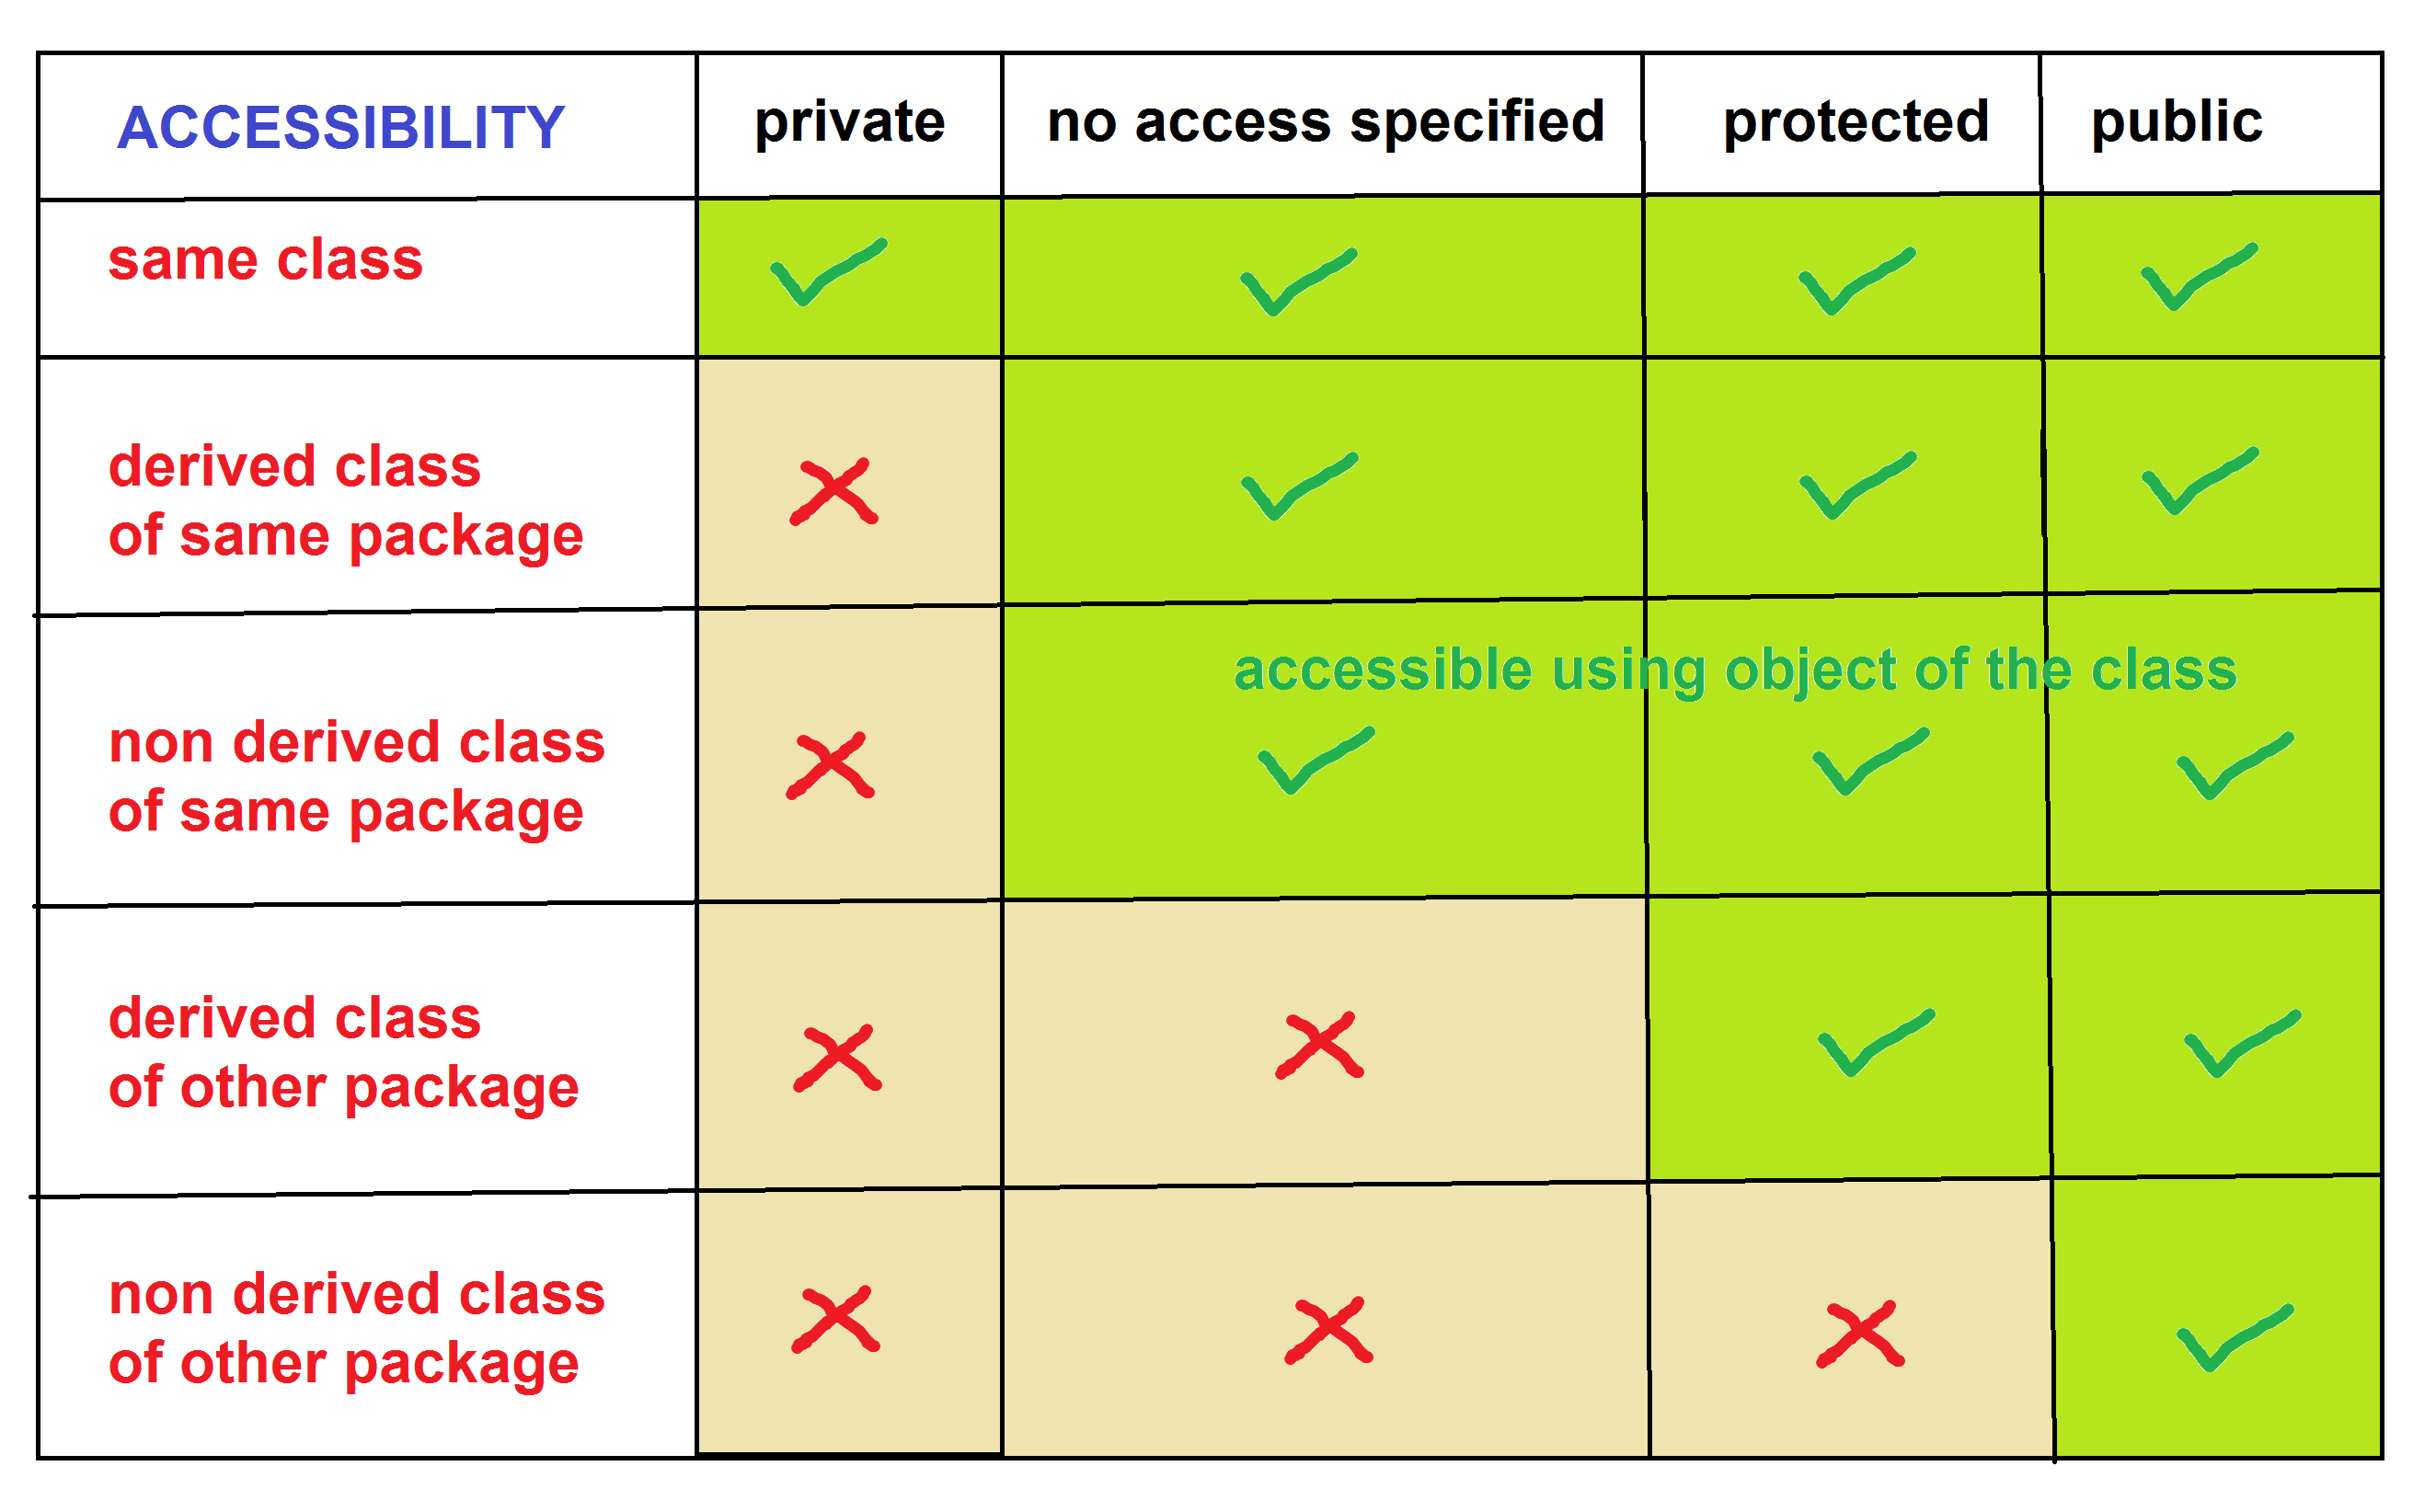 ACCESSIBILITY private no access specified protected public
same class
derived class
of same package
accessible using object of the class
non derived class
of same package
derived class
of other package
non derived class
of other package